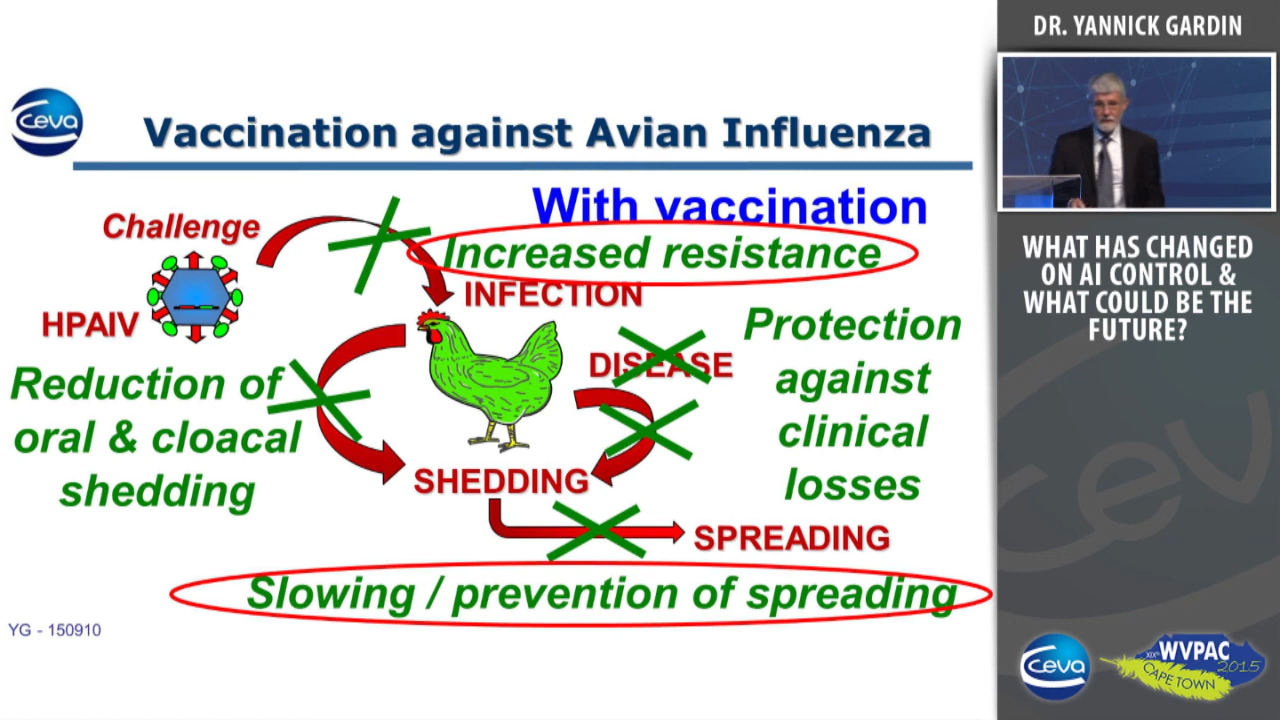 Ceva
Vaccination against Avian Influenza
With vaccination
Challenge
Increased resistance
INFECTION
HPAIV
DISEASE
Protection
against
clinical
losses
Reduction of
oral & cloacal
shedding
SHEDDING
SPREADING
Slowing / prevention of spreading
YG - 150910
DR. YANNICK GARDIN
WHAT HAS CHANGED
ON AI CONTROL &
WHAT COULD BE THE
FUTURE?
Ceva
Ceva
XIXth WVPAC
2015
CAPE TOWN